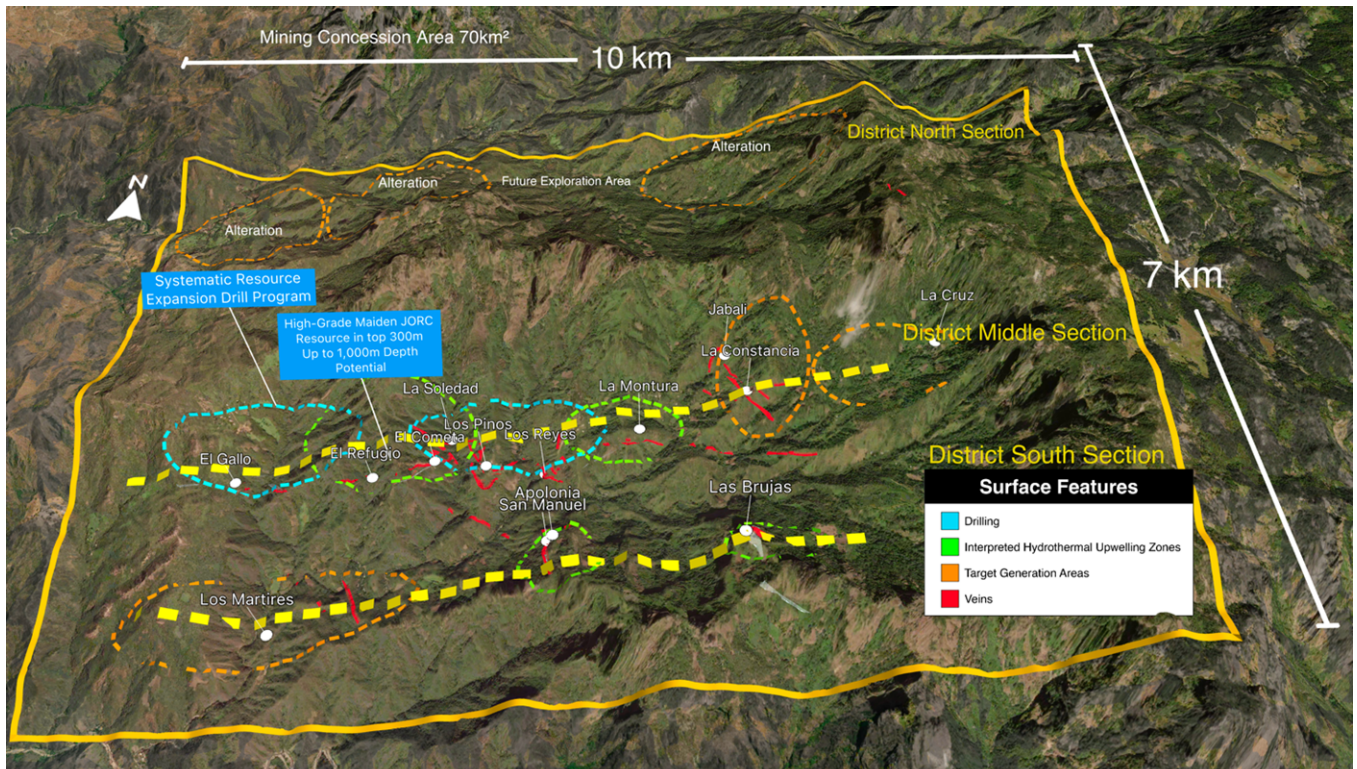 Mining Concession Area 70km²
10 km
District North Section
Alteration
Alteration
Future Exploration Area
Alteration
N
7 km
Systematic Resource
Expansion Drill Program
High-Grade Maiden JORC
Resource in top 300m
Up to 1,000m Depth
Potential
La Cruz
Jabali
District Middle Section
La Constancia
La Soledad
La Montura
Los Pinos
El Cometa
Los Reyes
El Refugio
El Gallo
District South Section
Apolonia
San Manuel
Las Brujas
Los Martires
Surface Features
Drilling
Interpreted Hydrothermal Upwelling Zones
Target Generation Areas
Veins